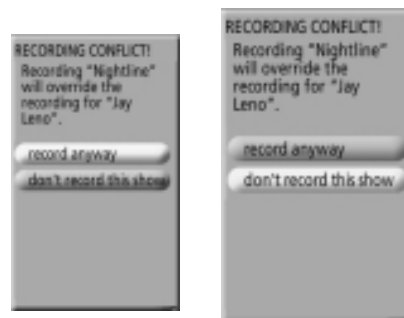 RECORDING CONFLICT!
Recording "Nightline"
will override the
recording for "Jay
Leno".
record anyway
don't record this show
RECORDING CONFLICT!
Recording "Nightline"
will override the
recording for "Jay
Leno".
record anyway
don't record this show